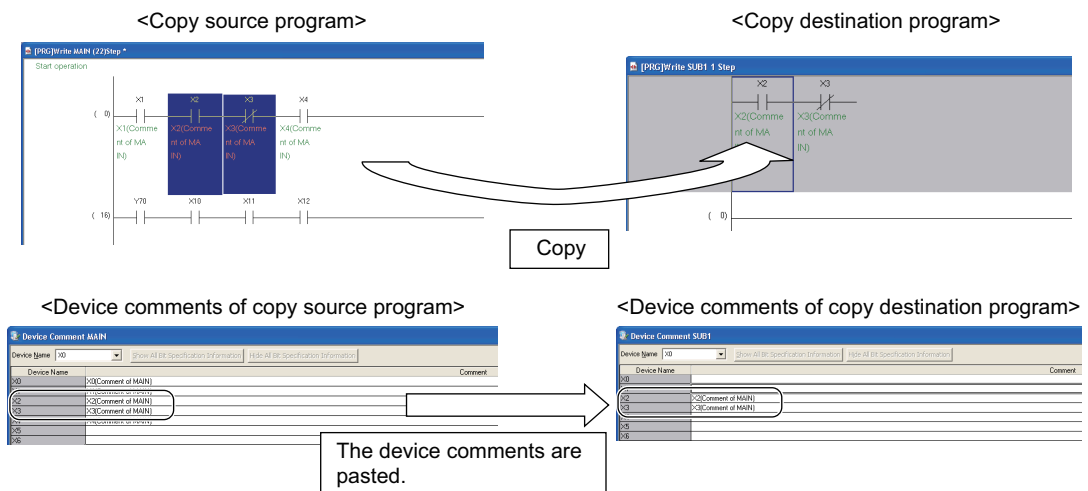 <Copy source program>
<Copy destination program>
[PRG]Write MAIN (22)Step *
Start operation
X1 X2 X3 X4
( 0)
X1(Comme X2(Comme X3(Comme X4(Comme
nt of MA nt of MA nt of MA nt of MA
IN) IN) IN) IN)
Y70 X10 X11 X12
( 16)
[PRG]Write SUB1 1 Step
X2 X3
X2(Comme X3(Comme
nt of MA nt of MA
IN) IN)
( 0)
Copy
<Device comments of copy source program>
<Device comments of copy destination program>
Device Comment MAIN
Device Name X0 Show All Bit Specification Information Hide All Bit Specification Information
Device Name Comment
X0 X0(Comment of MAIN)
X2 X2(Comment of MAIN)
X3 X3(Comment of MAIN)
X5
X6
Device Comment SUB1
Device Name X0 Show All Bit Specification Information Hide All Bit Specification Information
Device Name Comment
X0
X2 X2(Comment of MAIN)
X3 X3(Comment of MAIN)
X5
X6
The device comments are
pasted.